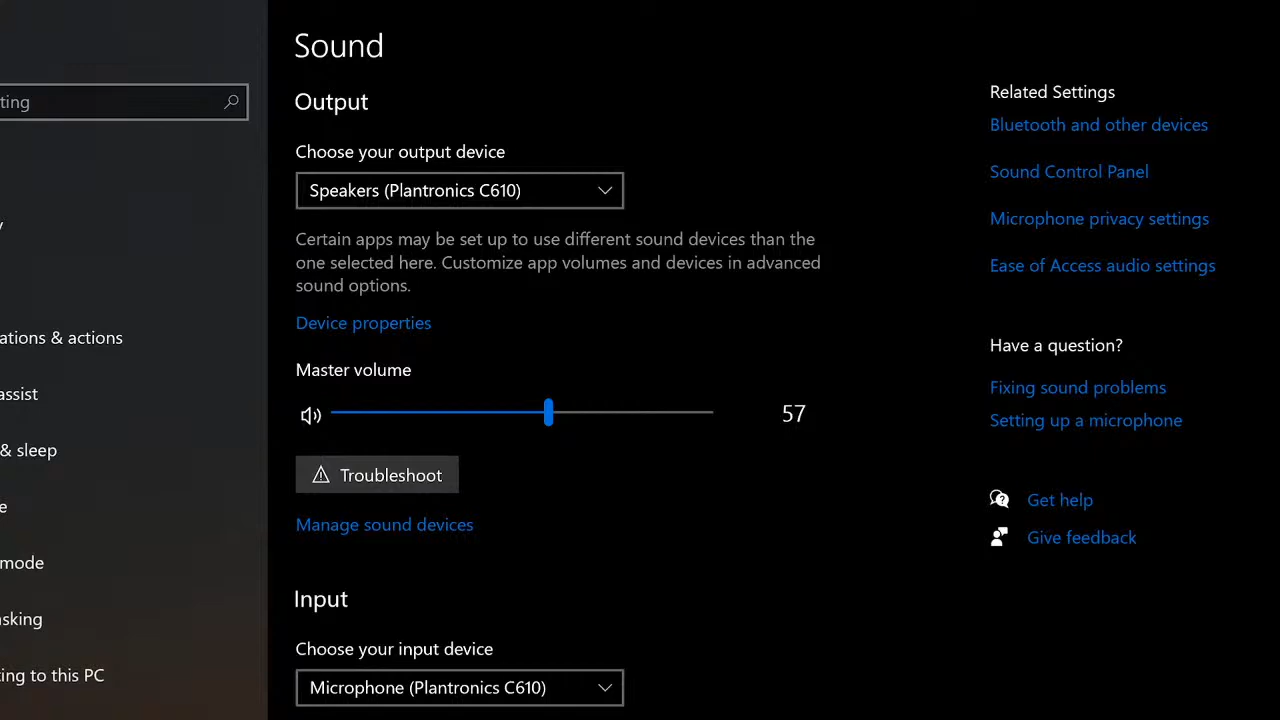 Sound
ting
Output
Choose your output device
Speakers (Plantronics C610)
Certain apps may be set up to use different sound devices than the
one selected here. Customize app volumes and devices in advanced
sound options.
Device properties
Master volume
57
Troubleshoot
Manage sound devices
Input
Choose your input device
Microphone (Plantronics C610)
y
ations & actions
assist
& sleep
e
mode
asking
ting to this PC
Related Settings
Bluetooth and other devices
Sound Control Panel
Microphone privacy settings
Ease of Access audio settings
Have a question?
Fixing sound problems
Setting up a microphone
Get help
Give feedback